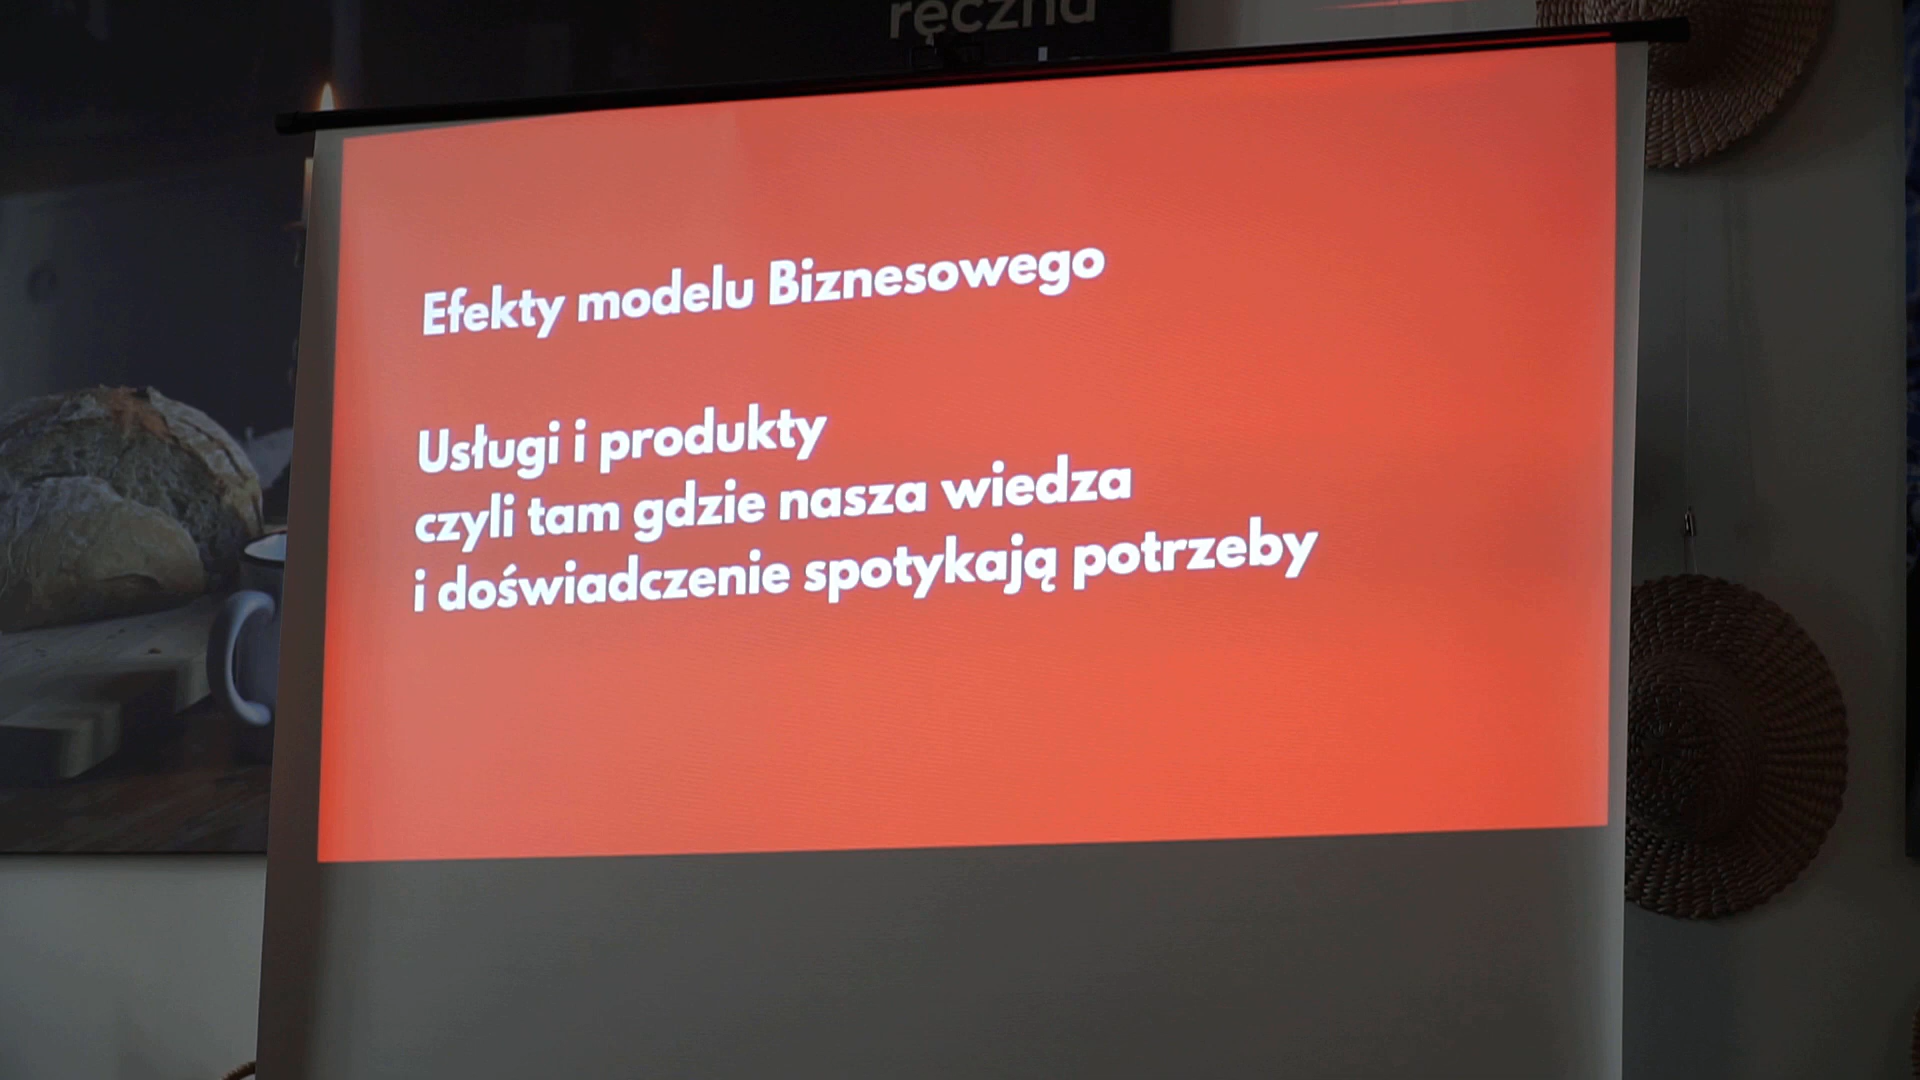 ręczna
Efekty modelu Biznesowego
Usługi i produkty
czyli tam gdzie nasza wiedza
i doświadczenie spotykają potrzeby